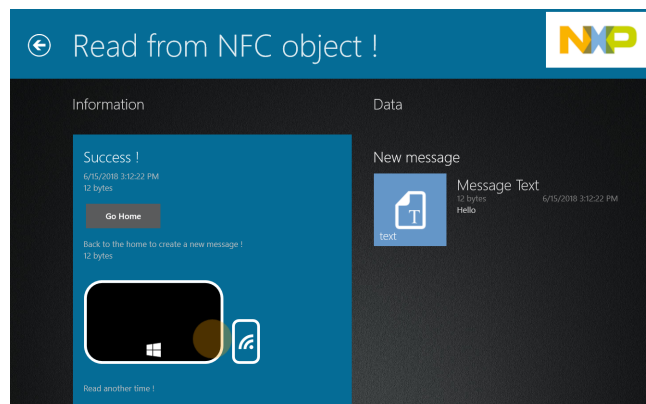 Read from NFC object !
NXP
Information
Data
Success !
6/15/2018 3:12:22 PM
12 bytes
Go Home
Back to the home to create a new message !
12 bytes
Read another time !
New message
T
text
Message Text
12 bytes 6/15/2018 3:12:22 PM
Hello